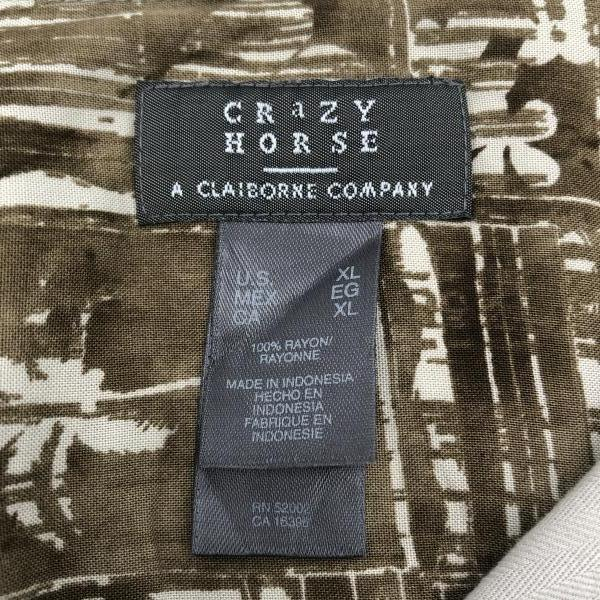 CRaZY
HORSE
A CLAIBORNE COMPANY
U.S. XL
MEX EG
CA XL
100% RAYON/
RAYONNE
MADE IN INDONESIA
HECHO EN
INDONESIA
FABRIQUE EN
INDONESIE
RN 52002
CA